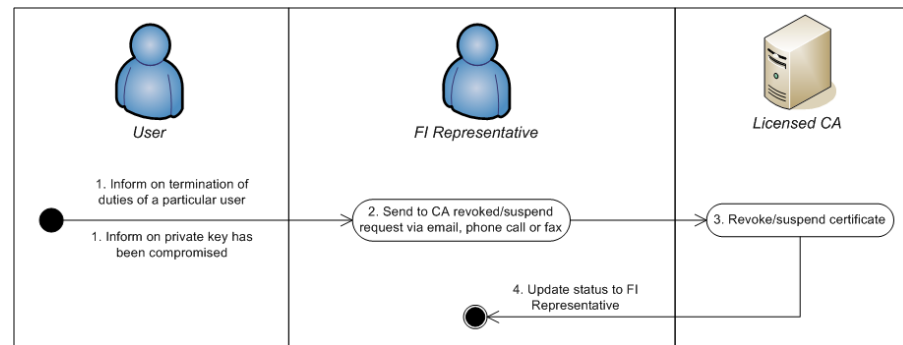 User
FI Representative
Licensed CA
1. Inform on termination of
duties of a particular user
1. Inform on private key has
been compromised
2. Send to CA revoked/suspend
request via email, phone call or fax
3. Revoke/suspend certificate
4. Update status to FI
Representative